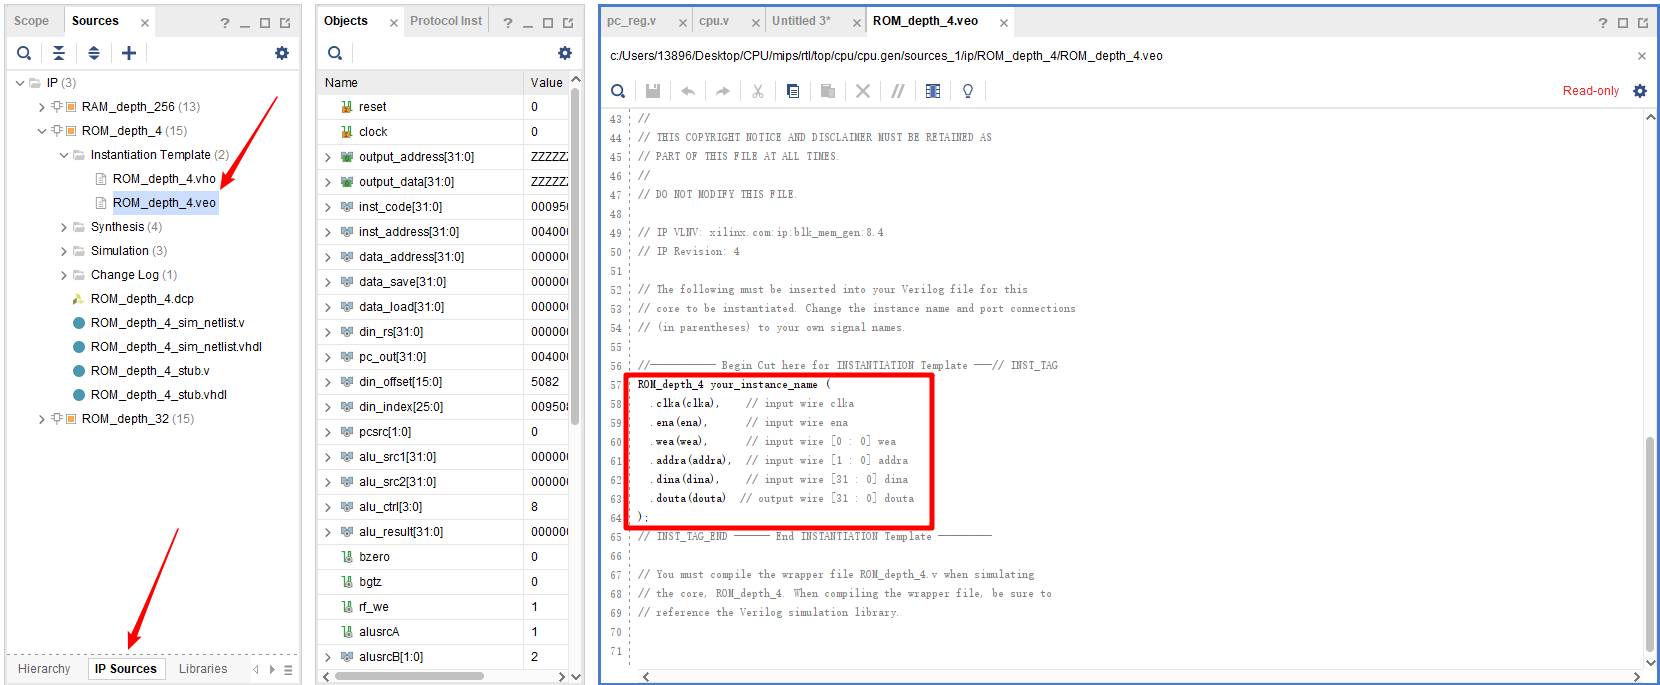 Scope
Sources
IP (3)
RAM_depth_256 (13)
ROM_depth_4 (15)
Instantiation Template (2)
ROM_depth_4.vho
ROM_depth_4.veo
Synthesis (4)
Simulation (3)
Change Log (1)
ROM_depth_4.dcp
ROM_depth_4_sim_netlist.v
ROM_depth_4_sim_netlist.vhdl
ROM_depth_4_stub.v
ROM_depth_4_stub.vhdl
ROM_depth_32 (15)
Hierarchy IP Sources Libraries
Objects Protocol Inst
Name Value
reset 0
clock 0
output_address[31:0] ZZZZZZ
output_data[31:0] ZZZZZZ
inst_code[31:0] 000950
inst_address[31:0] 004000
data_address[31:0] 000000
data_save[31:0] 000000
data_load[31:0] 000000
din_rs[31:0] 000000
pc_out[31:0] 004000
din_offset[15:0] 5082
din_index[25:0] 009508
pcsrc[1:0] 0
alu_src1[31:0] 000000
alu_src2[31:0] 000000
alu_ctrl[3:0] 8
alu_result[31:0] 000000
bzero 0
bgtz 0
rf_we 1
alusrcA 1
alusrcB[1:0] 2
pc_reg.v cpu.v Untitled 3* ROM_depth_4.veo
c:/Users/13896/Desktop/CPU/mips/rtl/top/cpu/cpu.gen/sources_1/ip/ROM_depth_4/ROM_depth_4.veo
Read-only
43 //
44 // THIS COPYRIGHT NOTICE AND DISCLAIMER MUST BE RETAINED AS
45 // PART OF THIS FILE AT ALL TIMES.
46 //
47 // DO NOT MODIFY THIS FILE.
48
49 // IP VLNV: xilinx.com:ip:blk_mem_gen:8.4
50 // IP Revision: 4
51
52 // The following must be inserted into your Verilog file for this
53 // core to be instantiated. Change the instance name and port connections
54 // (in parentheses) to your own signal names.
55
56 //----------- Begin Cut here for INSTANTIATION Template ---// INST_TAG
57 ROM_depth_4 your_instance_name (
58 .clka(clka), // input wire clka
59 .ena(ena), // input wire ena
60 .wea(wea), // input wire [0 : 0] wea
61 .addra(addra), // input wire [1 : 0] addra
62 .dina(dina), // input wire [31 : 0] dina
63 .douta(douta) // output wire [31 : 0] douta
64 );
65 // INST_TAG_END ------ End INSTANTIATION Template ---------
66
67 // You must compile the wrapper file ROM_depth_4.v when simulating
68 // the core, ROM_depth_4. When compiling the wrapper file, be sure to
69 // reference the Verilog simulation library.
70
71